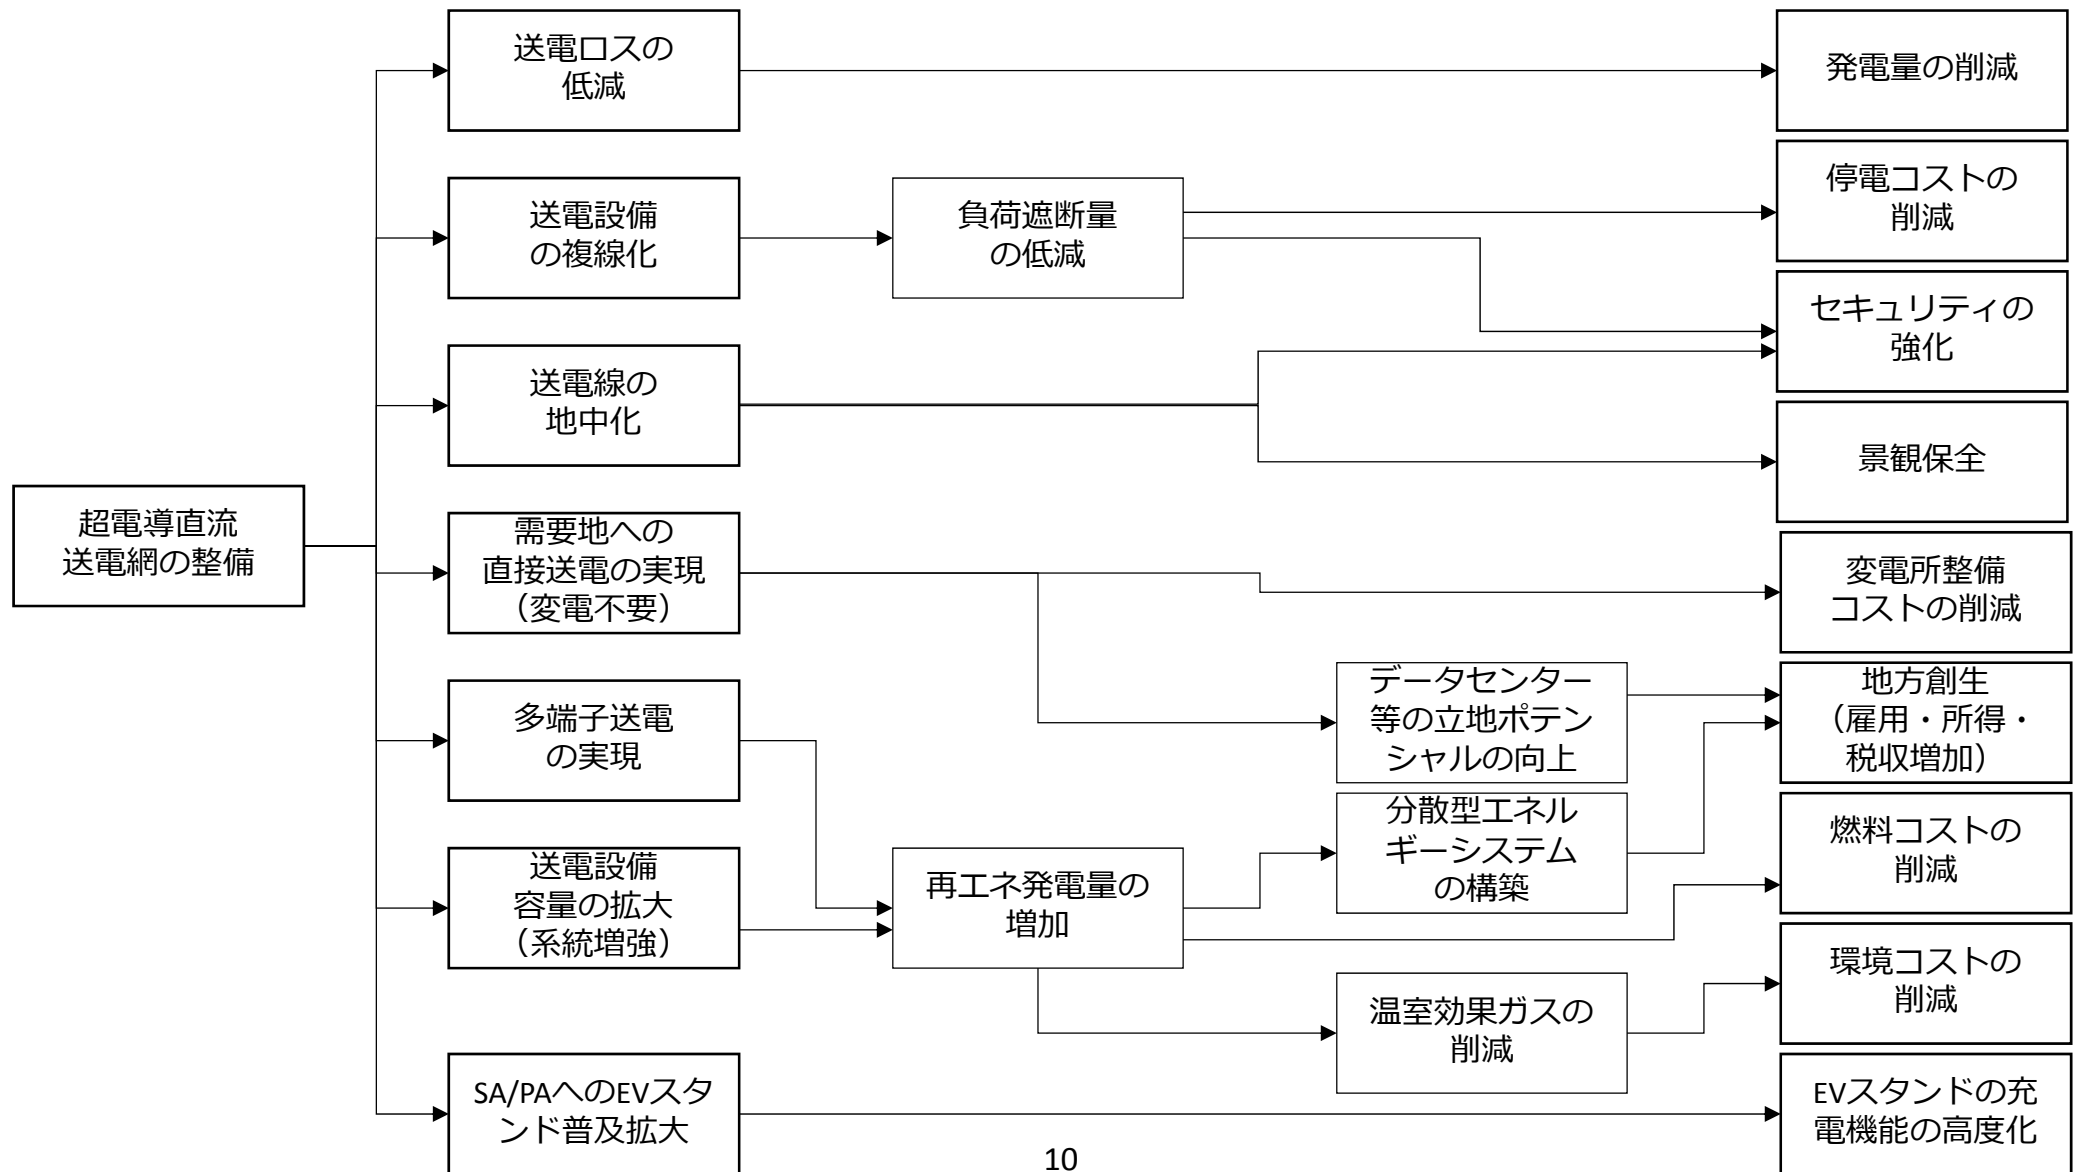 送電ロスの
低減
発電量の削減
送電設備
の複線化
負荷遮断量
の低減
停電コストの
削減
セキュリティの
強化
送電線の
地中化
景観保全
超電導直流
送電網の整備
需要地への
直接送電の実現
（変電不要）
変電所整備
コストの削減
データセンター
等の立地ポテン
シャルの向上
地方創生
（雇用・所得・
税収増加）
多端子送電
の実現
分散型エネル
ギーシステム
の構築
燃料コストの
削減
送電設備
容量の拡大
（系統増強）
再エネ発電量の
増加
環境コストの
削減
温室効果ガスの
削減
SA/PAへのEVスタ
ンド普及拡大
EVスタンドの充
電機能の高度化
10